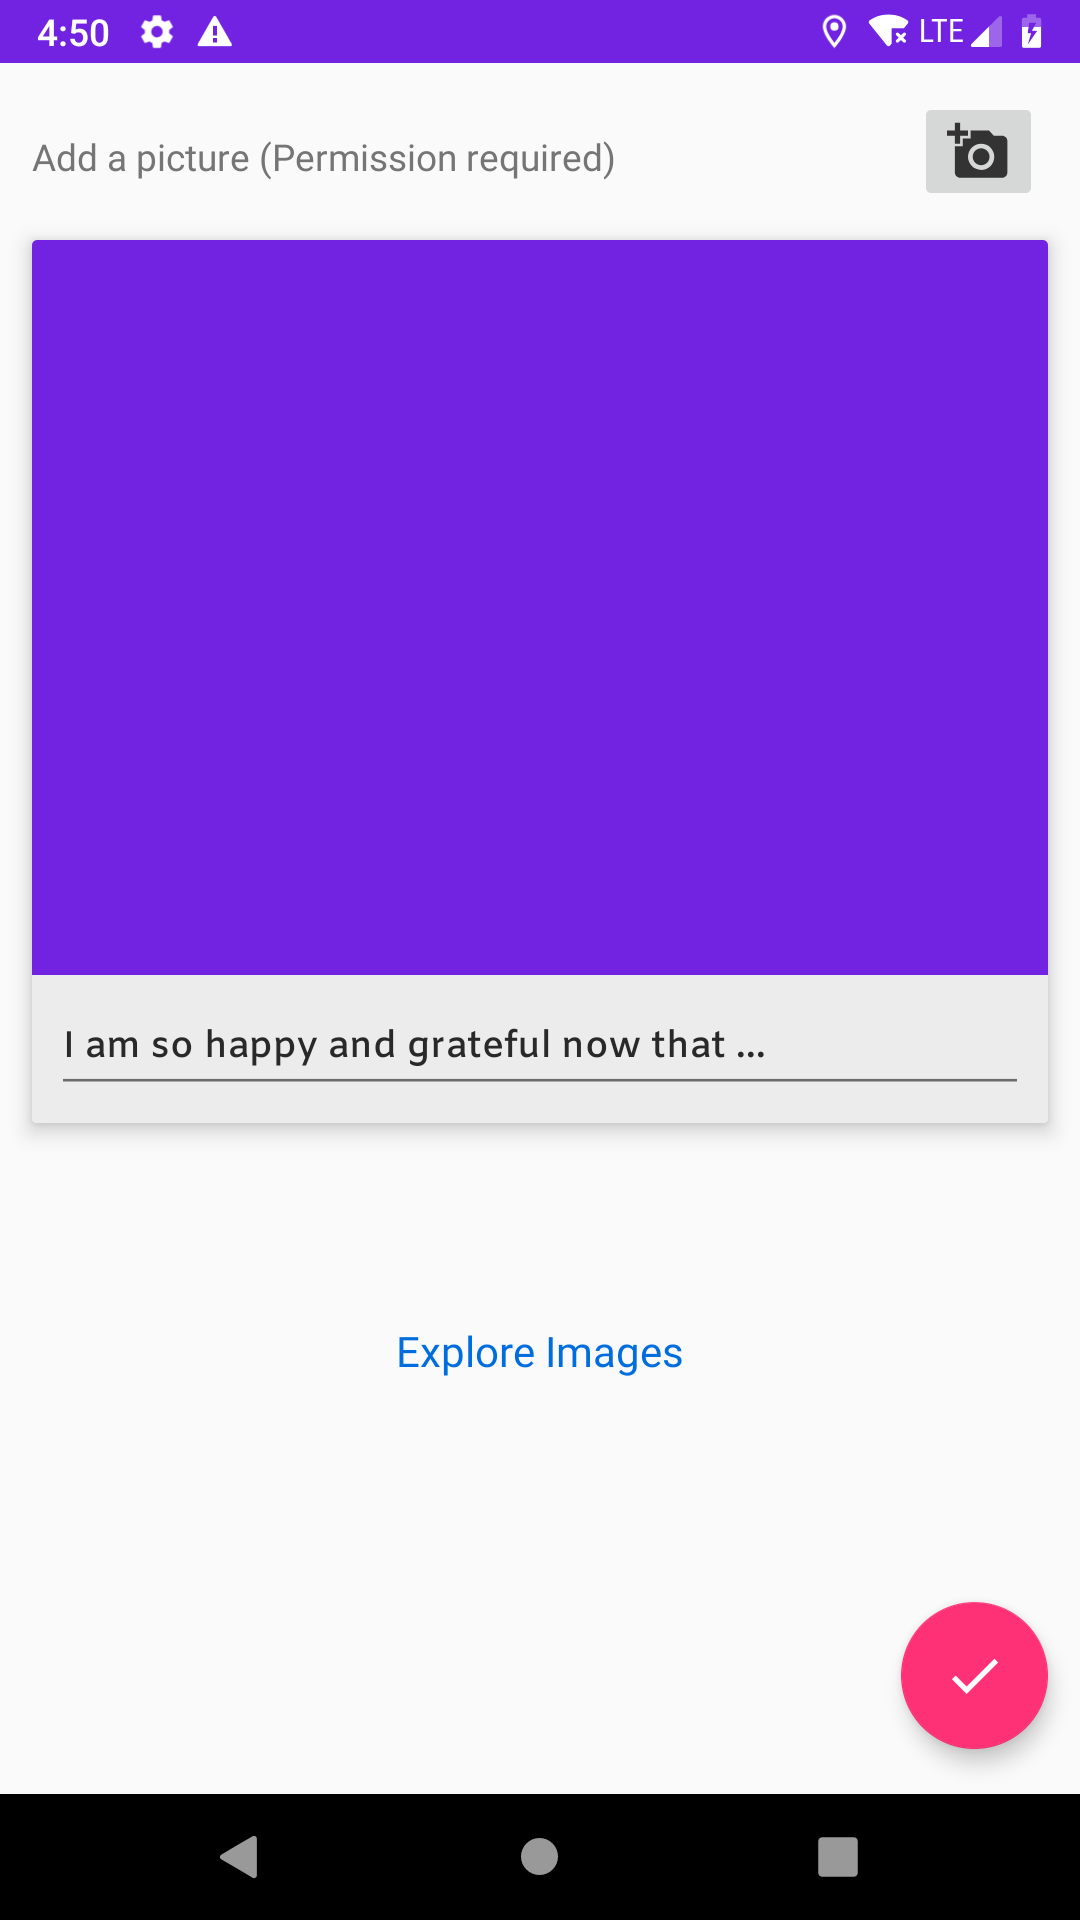 4:50 LTE
Add a picture (Permission required)
I am so happy and grateful now that ...
Explore Images